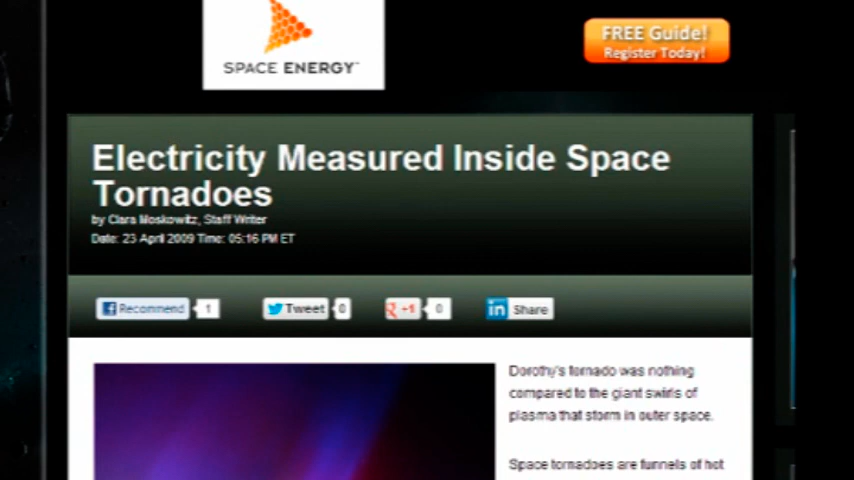 SPACE ENERGY
FREE Guide!
Register Today!
Electricity Measured Inside Space
Tornadoes
by Clara Moskowitz, Staff Writer
Date: 23 April 2009 Time: 05:16 PM ET
Recommend 1 Tweet 0 +1 0 in Share
Dorothy's tornado was nothing
compared to the giant swirls of
plasma that storm in outer space.
Space tornadoes are funnels of hot